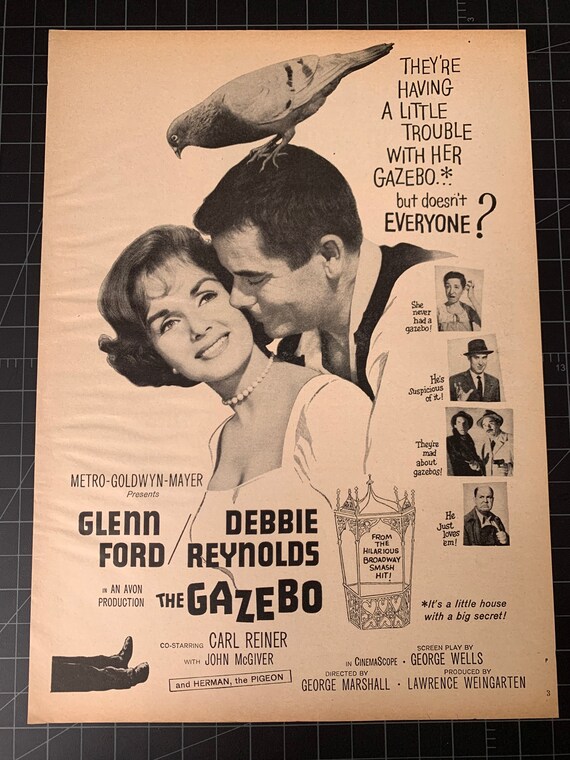 THEY'RE
HAVING
A LITTLE
TROUBLE
WITH HER
GAZEBO..*
but doesn't
EVERYONE?
She
never
had a
gazebo!
He's
suspicious
of it!
They're
mad
about
gazebos!
He
Just
loves
'em!
METRO-GOLDWYN-MAYER
Presents
GLENN FORD / DEBBIE REYNOLDS
IN AN AVON
PRODUCTION
THE GAZEBO
FROM
THE
HILARIOUS
BROADWAY
SMASH
HIT!
*It's a little house
with a big secret!
CO-STARRING CARL REINER
WITH JOHN McGIVER
and HERMAN, the PIGEON
IN CINEMASCOPE · SCREEN PLAY BY GEORGE WELLS
DIRECTED BY GEORGE MARSHALL · PRODUCED BY LAWRENCE WEINGARTEN
3
13